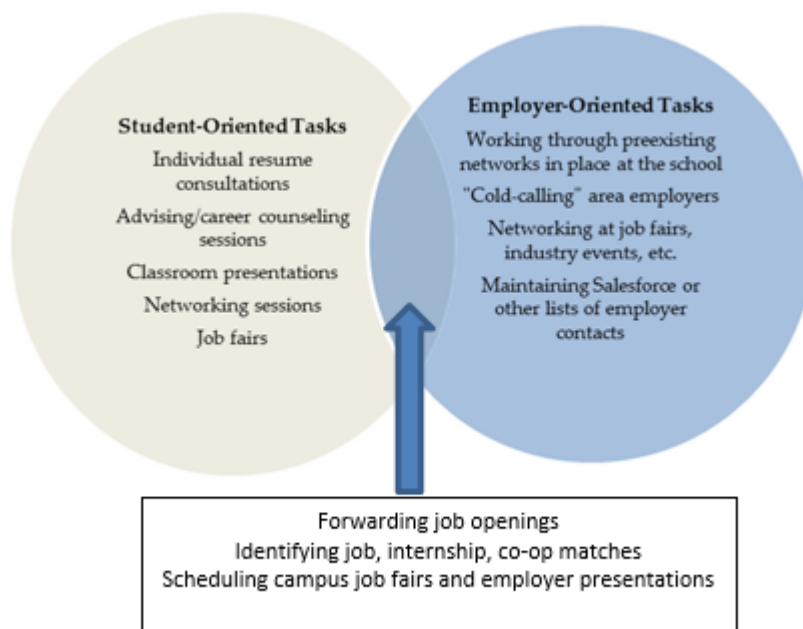 Student-Oriented Tasks
Individual resume
consultations
Advising/career counseling
sessions
Classroom presentations
Networking sessions
Job fairs
Employer-Oriented Tasks
Working through preexisting
networks in place at the school
"Cold-calling" area employers
Networking at job fairs,
industry events, etc.
Maintaining Salesforce or
other lists of employer
contacts
Forwarding job openings
Identifying job, internship, co-op matches
Scheduling campus job fairs and employer presentations